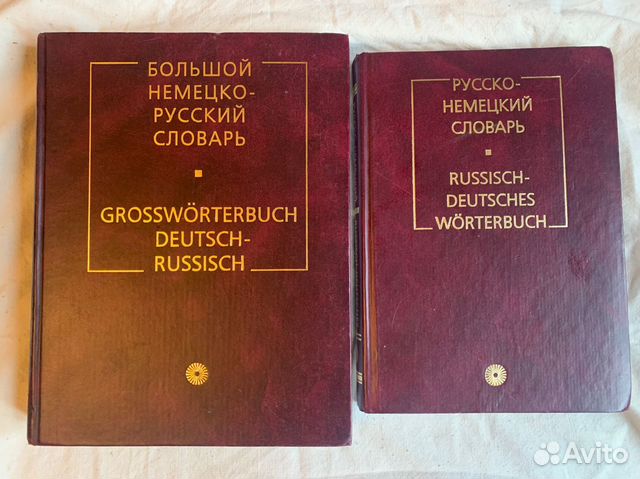 БОЛЬШОЙ
НЕМЕЦКО-
РУССКИЙ
СЛОВАРЬ
GROSSWÖRTERBUCH
DEUTSCH-
RUSSISCH
РУССКО-
НЕМЕЦКИЙ
СЛОВАРЬ
RUSSISCH-
DEUTSCHES
WÖRTERBUCH
Avito